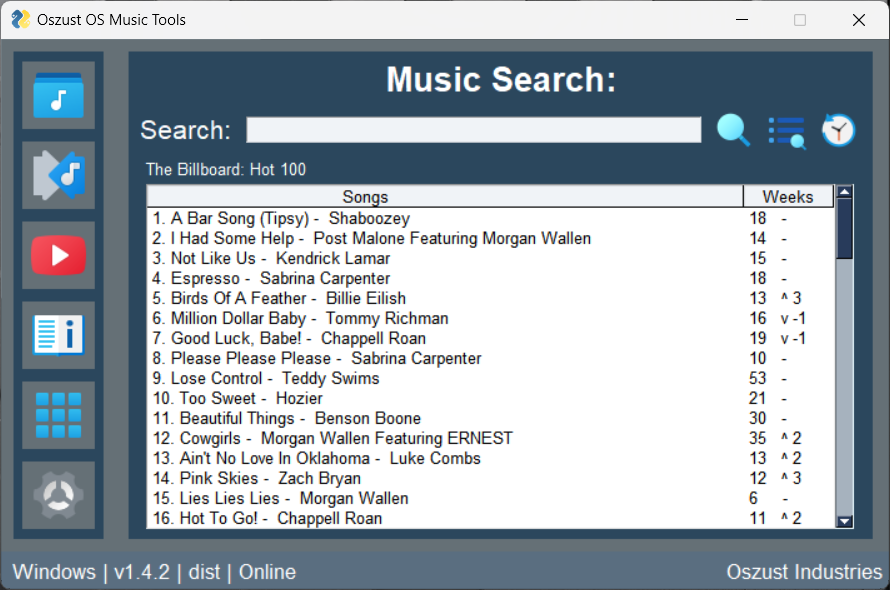 Oszust OS Music Tools
Music Search:
Search:
The Billboard: Hot 100
Songs Weeks
1. A Bar Song (Tipsy) - Shaboozey 18 -
2. I Had Some Help - Post Malone Featuring Morgan Wallen 14 -
3. Not Like Us - Kendrick Lamar 15 -
4. Espresso - Sabrina Carpenter 18 -
5. Birds Of A Feather - Billie Eilish 13 ^ 3
6. Million Dollar Baby - Tommy Richman 16 v -1
7. Good Luck, Babe! - Chappell Roan 19 v -1
8. Please Please Please - Sabrina Carpenter 10 -
9. Lose Control - Teddy Swims 53 -
10. Too Sweet - Hozier 21 -
11. Beautiful Things - Benson Boone 30 -
12. Cowgirls - Morgan Wallen Featuring ERNEST 35 ^ 2
13. Ain't No Love In Oklahoma - Luke Combs 13 ^ 2
14. Pink Skies - Zach Bryan 12 ^ 3
15. Lies Lies Lies - Morgan Wallen 6 -
16. Hot To Go! - Chappell Roan 11 ^ 2
Windows | v1.4.2 | dist | Online Oszust Industries